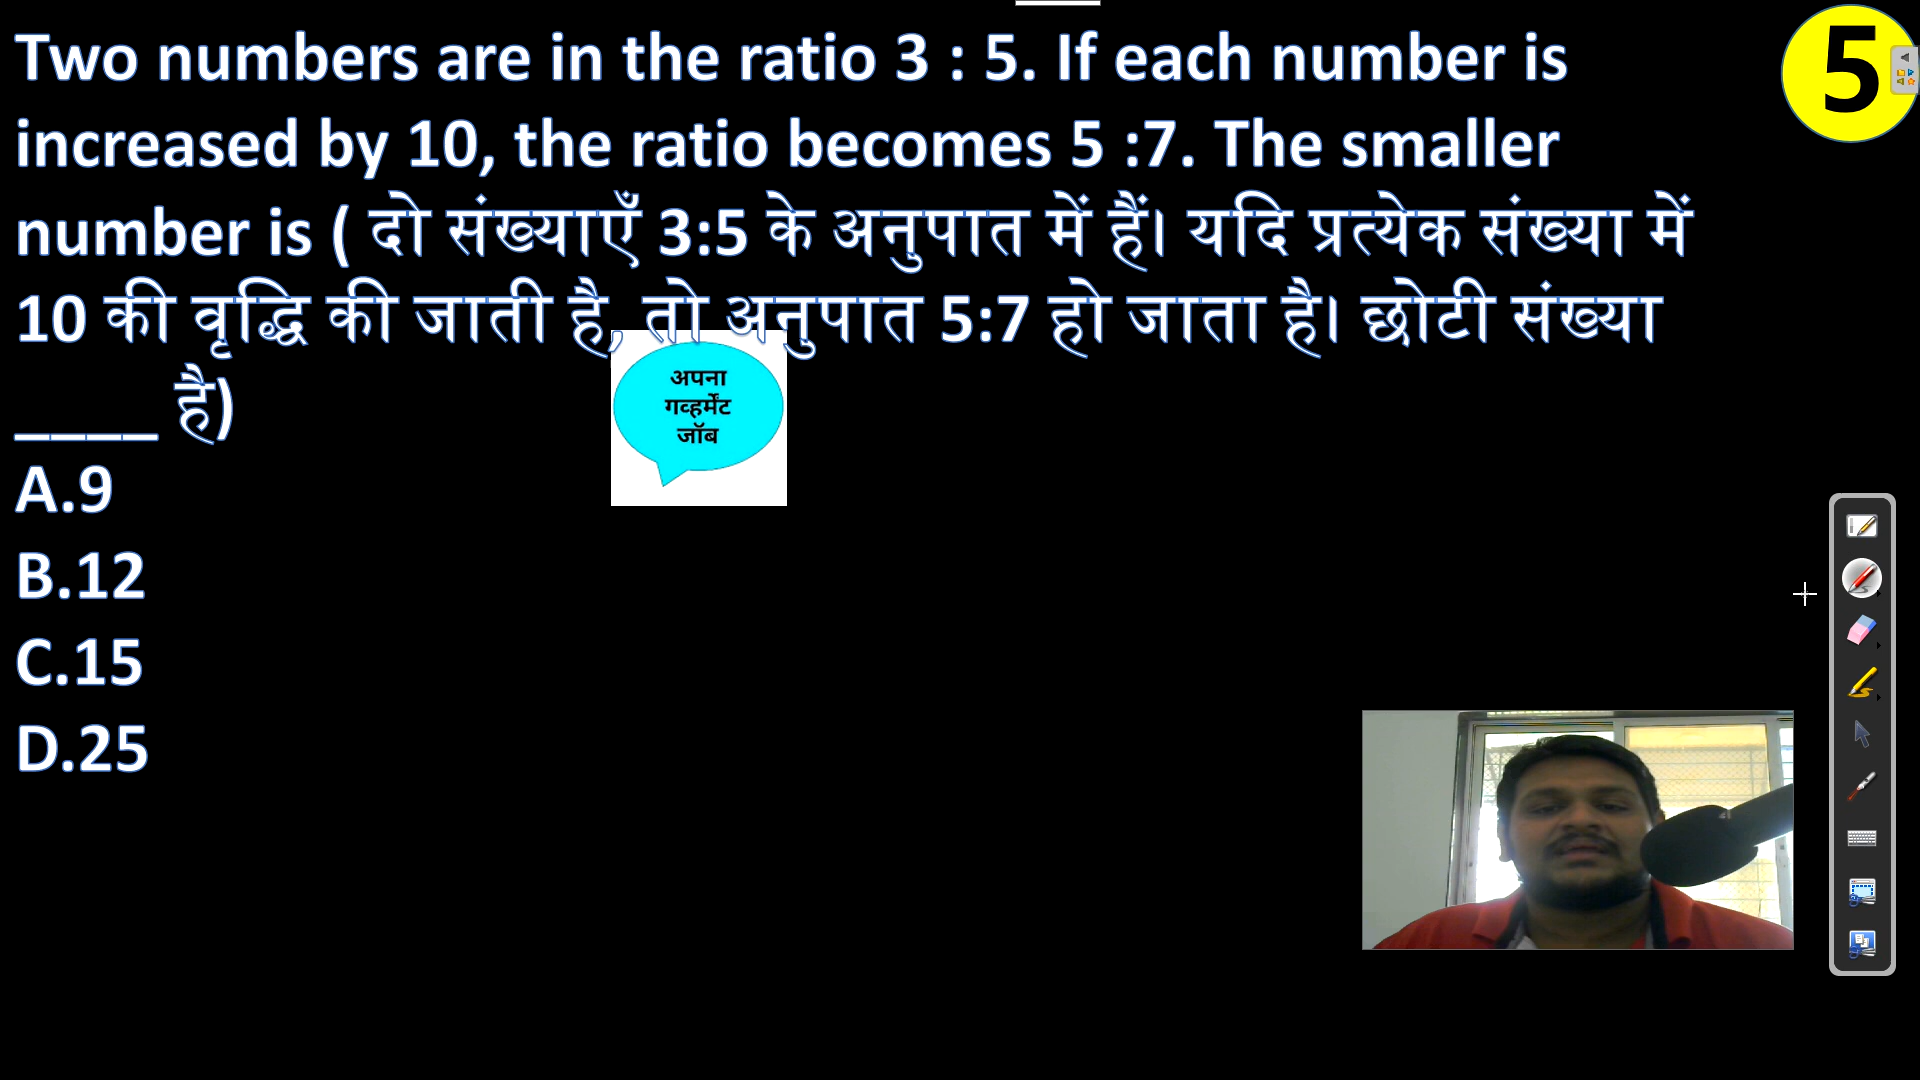 Two numbers are in the ratio 3 : 5. If each number is
increased by 10, the ratio becomes 5 :7. The smaller
number is ( दो संख्याएँ 3:5 के अनुपात में हैं। यदि प्रत्येक संख्या में
10 की वृद्धि की जाती है, तो अनुपात 5:7 हो जाता है। छोटी संख्या
____ है)
A.9
B.12
C.15
D.25
5
अपना
गव्हर्मेंट
जॉब